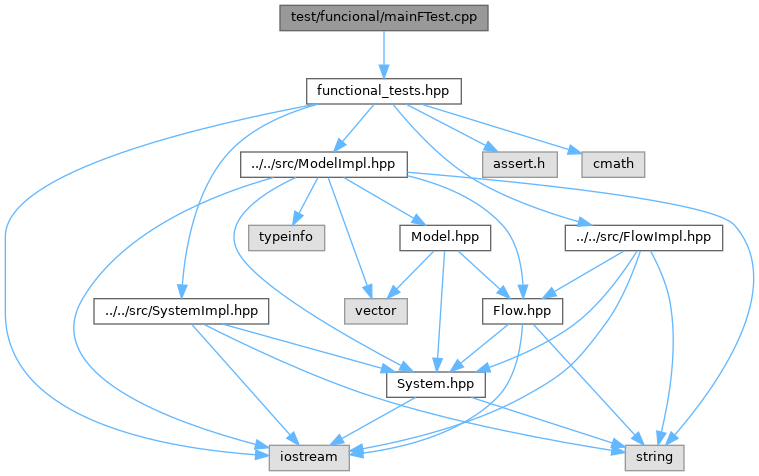 test/funcional/mainFTest.cpp
functional_tests.hpp
../../src/ModelImpl.hpp
assert.h
cmath
typeinfo
Model.hpp
../../src/FlowImpl.hpp
../../src/SystemImpl.hpp
vector
Flow.hpp
System.hpp
iostream
string